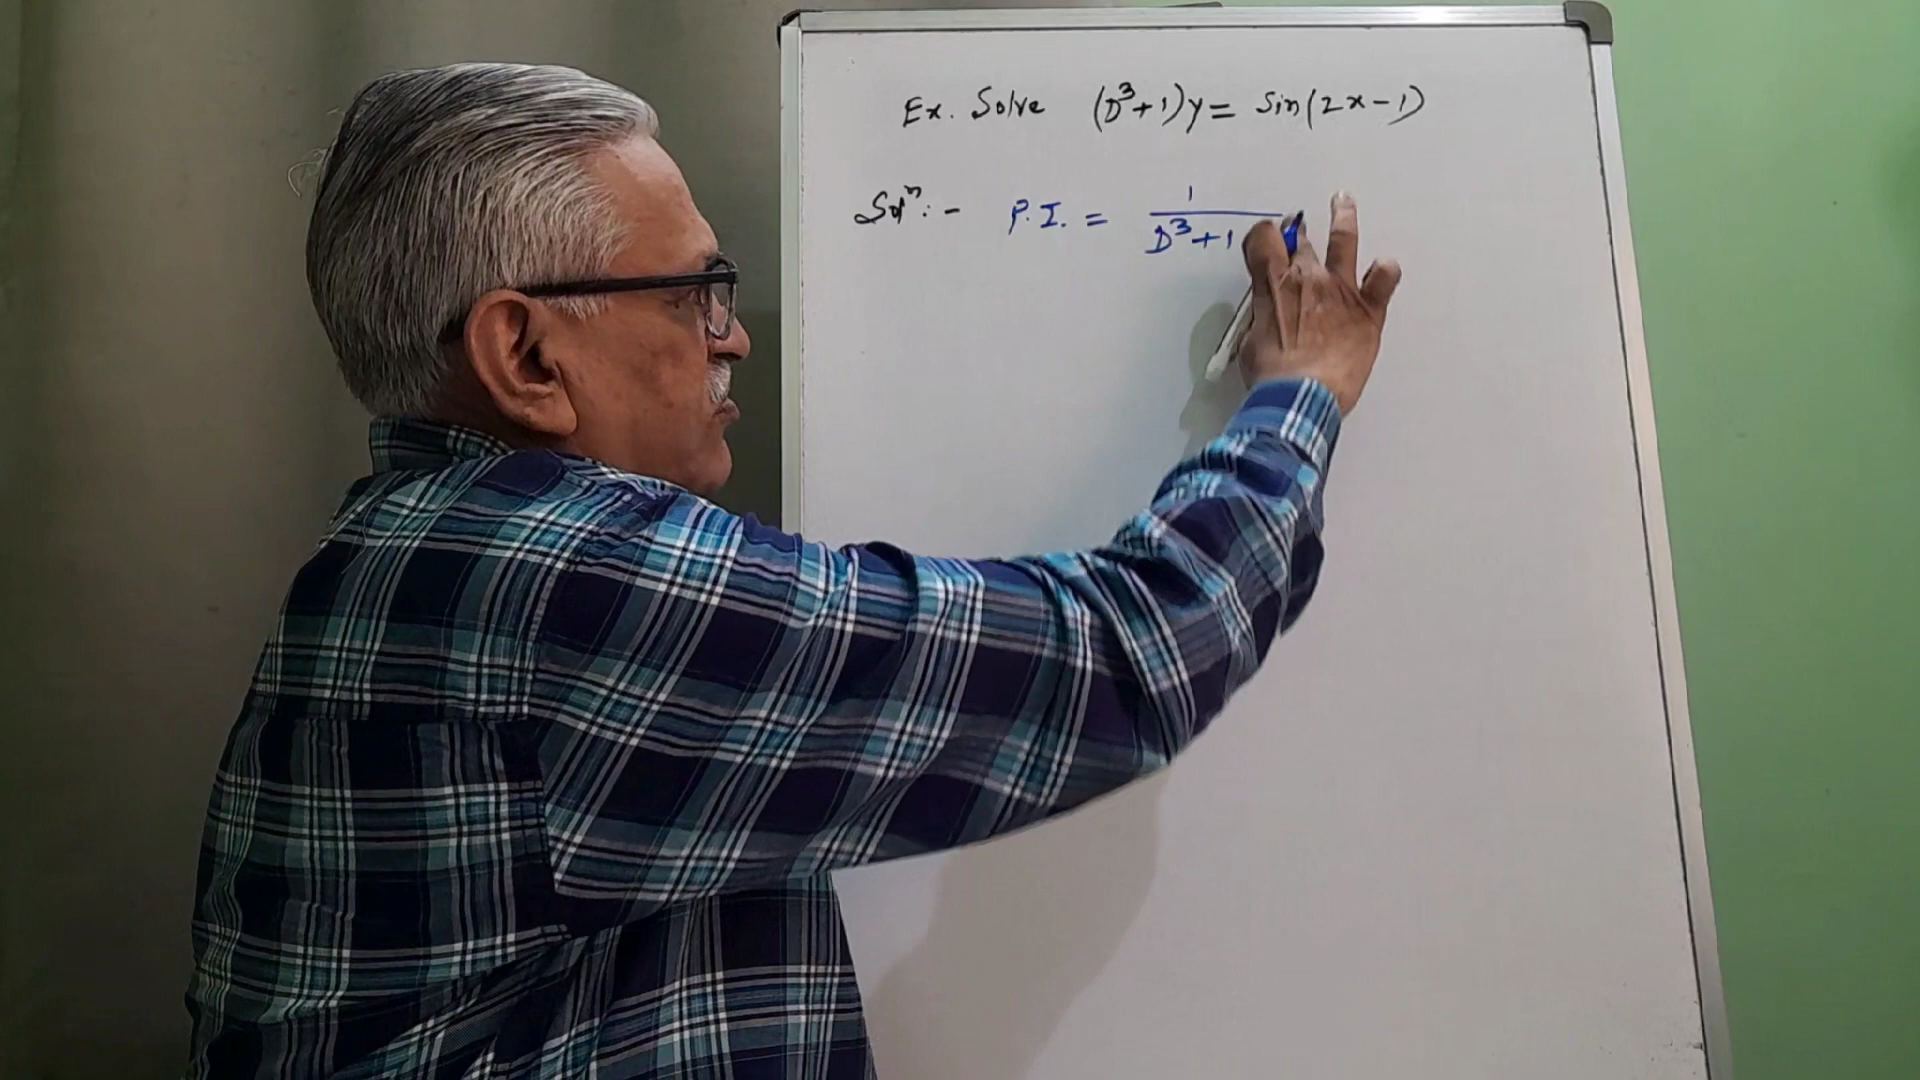 Ex. Solve (D³+1)y = Sin(2x-1)
Solⁿ:- P.I. = 1/(D³+1)